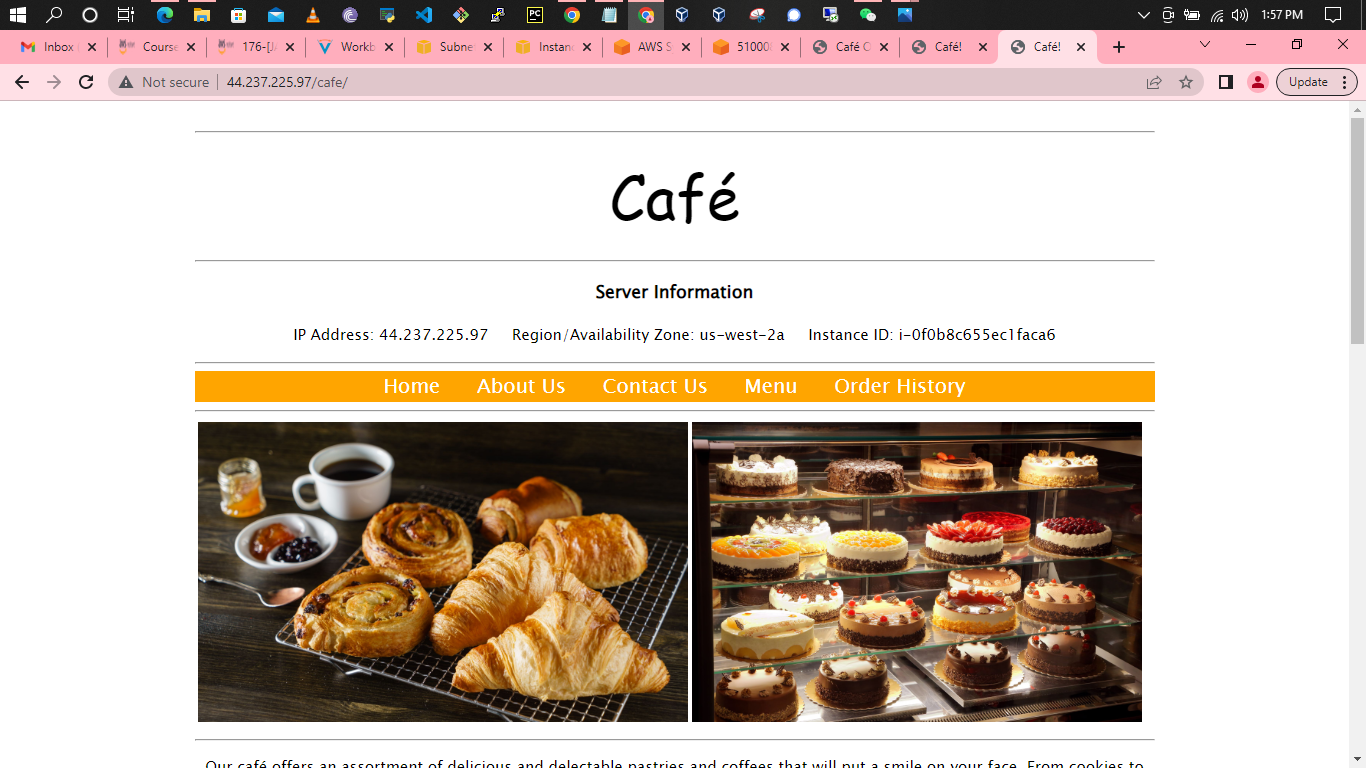 1:57 PM
Inbox
Course
176-[JA
Workb
Subne
Instan
AWS S
51000
Café O
Café!
Café!
Not secure
44.237.225.97/cafe/
Update
Café
Server Information
IP Address: 44.237.225.97 Region/Availability Zone: us-west-2a Instance ID: i-0f0b8c655ec1faca6
Home About Us Contact Us Menu Order History
Our café offers an assortment of delicious and delectable pastries and coffees that will put a smile on your face. From cookies to